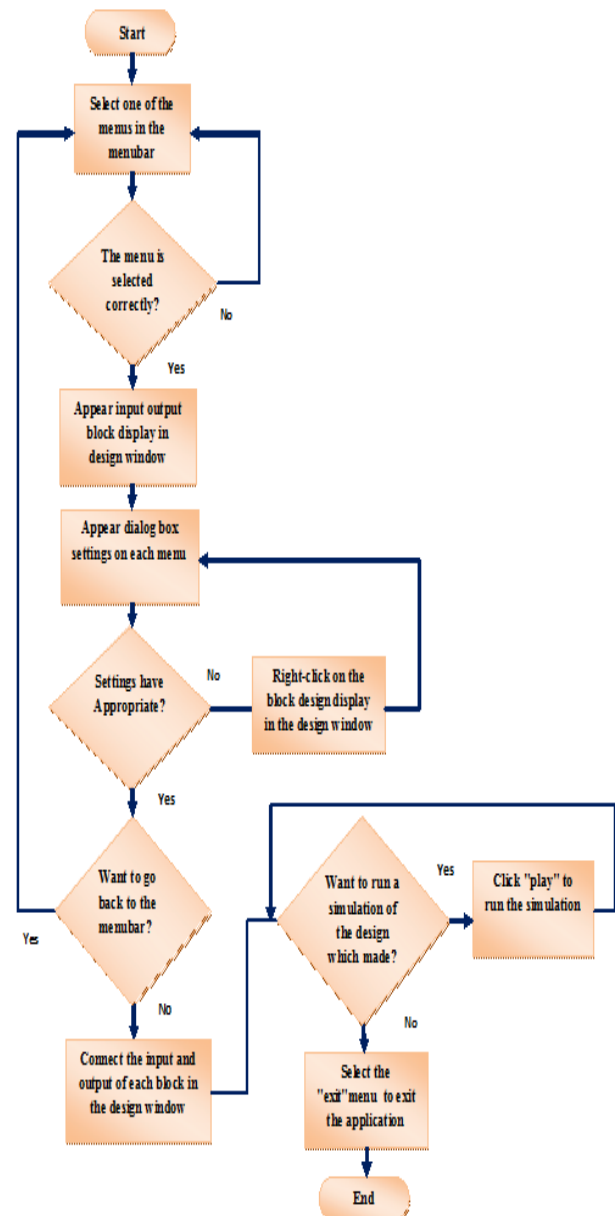 Start
Select one of the
menus in the
menubar
The menu is
selected
correctly?
No
Yes
Appear input output
block display in
design window
Appear dialog box
settings on each menu
Settings have
Appropriate?
No
Right-click on the
block design display
in the design window
Yes
Want to go
back to the
menubar?
Yes
No
Connect the input and
output of each block in
the design window
Want to run a
simulation of
the design
which made?
Yes
Click "play" to
run the simulation
No
Select the
"exit"menu to exit
the application
End